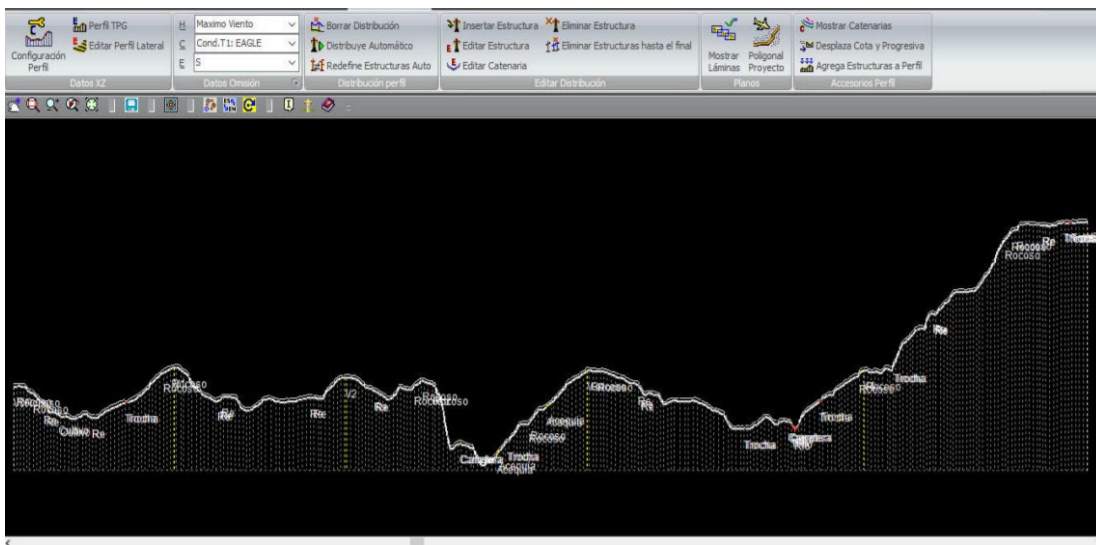 Configuración Perfil
Perfil TPG
Editar Perfil Lateral
Datos XZ
H Maximo Viento
C Cond.T1: EAGLE
E S
Datos Omisión
Borrar Distribución
Distribuye Automático
Redefine Estructuras Auto
Distribución perfil
Insertar Estructura
Editar Estructura
Editar Catenaria
Eliminar Estructura
Eliminar Estructuras hasta el final
Editar Distribución
Mostrar Láminas
Poligonal Proyecto
Planos
Mostrar Catenarias
Desplaza Cota y Progresiva
Agrega Estructuras a Perfil
Accesorios Perfil
Rocoso
Re
Re
Trocha
Rocoso
Re
Re
V2
Re
Rocoso
Carretera
Trocha
Acequia
Rocoso
Acequia
Rocoso
Re
Trocha
Carretera
Trocha
Rocoso
Trocha
Re
Rocoso
Rocoso
Re